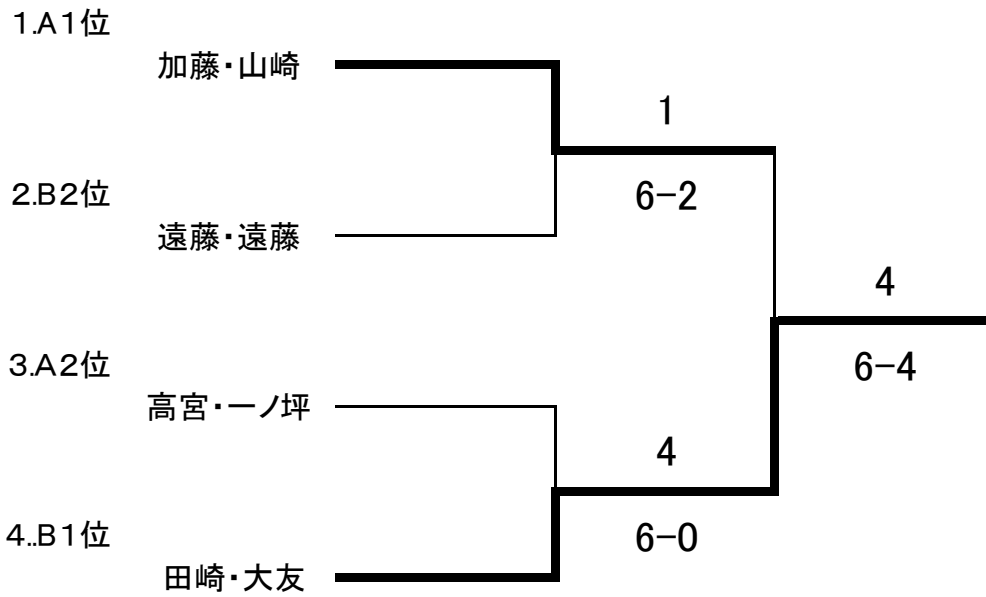 1.A１位
加藤・山崎
1
2.B２位
6-2
遠藤・遠藤
4
3.A２位
6-4
高宮・一ノ坪
4
4..B１位
6-0
田崎・大友